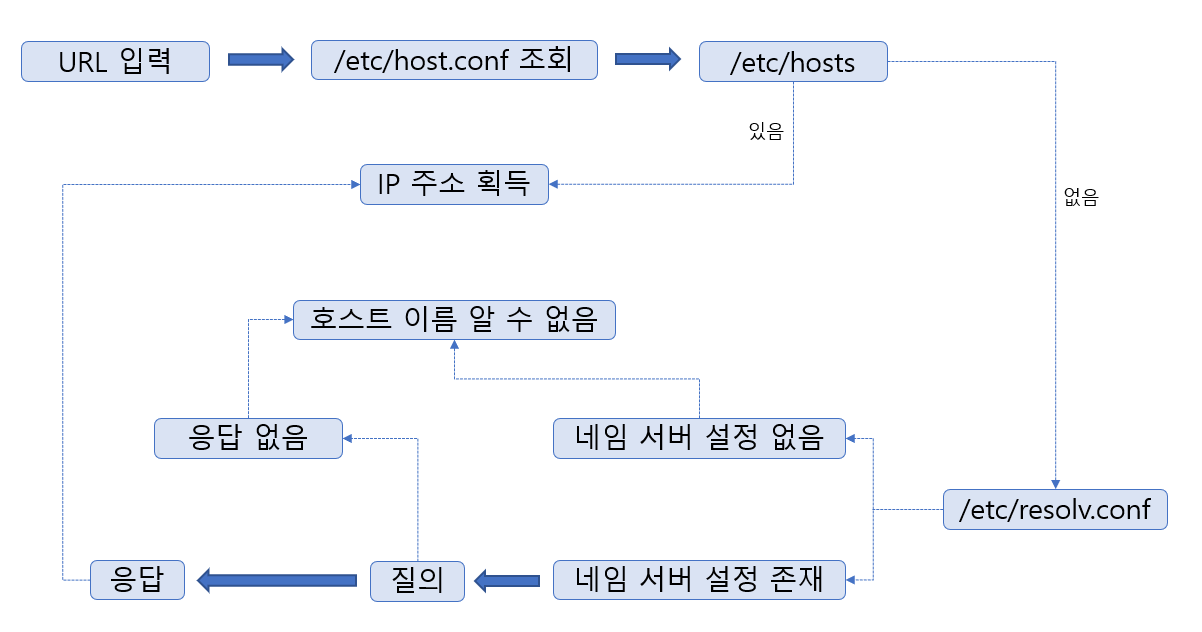 URL 입력
/etc/host.conf 조회
/etc/hosts
있음
IP 주소 획득
없음
호스트 이름 알 수 없음
응답 없음
네임 서버 설정 없음
/etc/resolv.conf
응답
질의
네임 서버 설정 존재